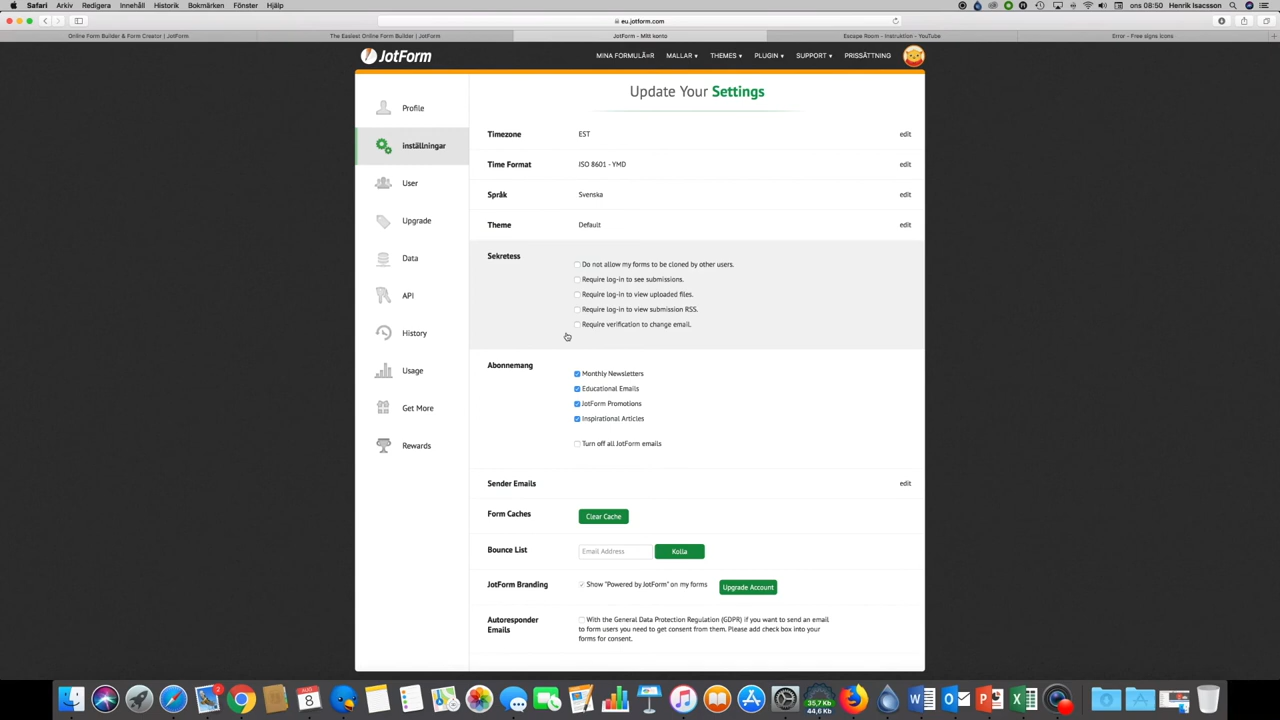 Safari Arkiv Redigera Innehåll Historik Bokmärken Fönster Hjälp ons 08:50 Henrik Isacsson
eu.jotform.com
Online Form Builder & Form Creator | JotForm The Easiest Online Form Builder | JotForm JotForm - Mitt konto Escape Room - Instruktion - YouTube Error - Free signs icons
JotForm MINA FORMULÄR MALLAR THEMES PLUGIN SUPPORT PRISSÄTTNING
Update Your Settings
Profile
inställningar
User
Upgrade
Data
API
History
Usage
Get More
Rewards
Timezone EST edit
Time Format ISO 8601 - YMD edit
Språk Svenska edit
Theme Default edit
Sekretess
Do not allow my forms to be cloned by other users.
Require log-in to see submissions.
Require log-in to view uploaded files.
Require log-in to view submission RSS.
Require verification to change email.
Abonnemang
Monthly Newsletters
Educational Emails
JotForm Promotions
Inspirational Articles
Turn off all JotForm emails
Sender Emails edit
Form Caches Clear Cache
Bounce List Email Address Kolla
JotForm Branding Show "Powered by JotForm" on my forms Upgrade Account
Autoresponder Emails
With the General Data Protection Regulation (GDPR) if you want to send an email
to form users you need to get consent from them. Please add check box into your
forms for consent.
8
2
35,7 Kb
44,6 Kb